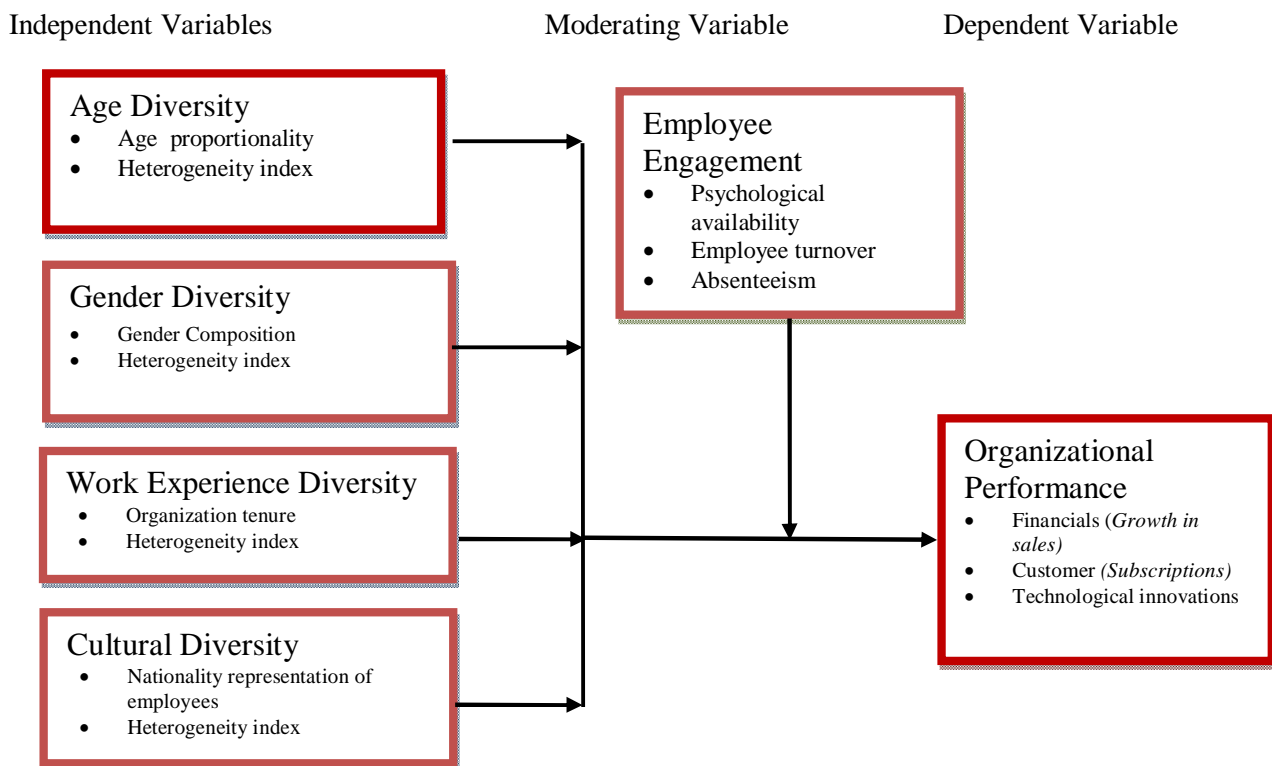 Independent Variables
Moderating Variable
Dependent Variable
Age Diversity
• Age proportionality
• Heterogeneity index
Gender Diversity
• Gender Composition
• Heterogeneity index
Work Experience Diversity
• Organization tenure
• Heterogeneity index
Cultural Diversity
• Nationality representation of
employees
• Heterogeneity index
Employee
Engagement
• Psychological
availability
• Employee turnover
• Absenteeism
Organizational
Performance
• Financials (Growth in
sales)
• Customer (Subscriptions)
• Technological innovations